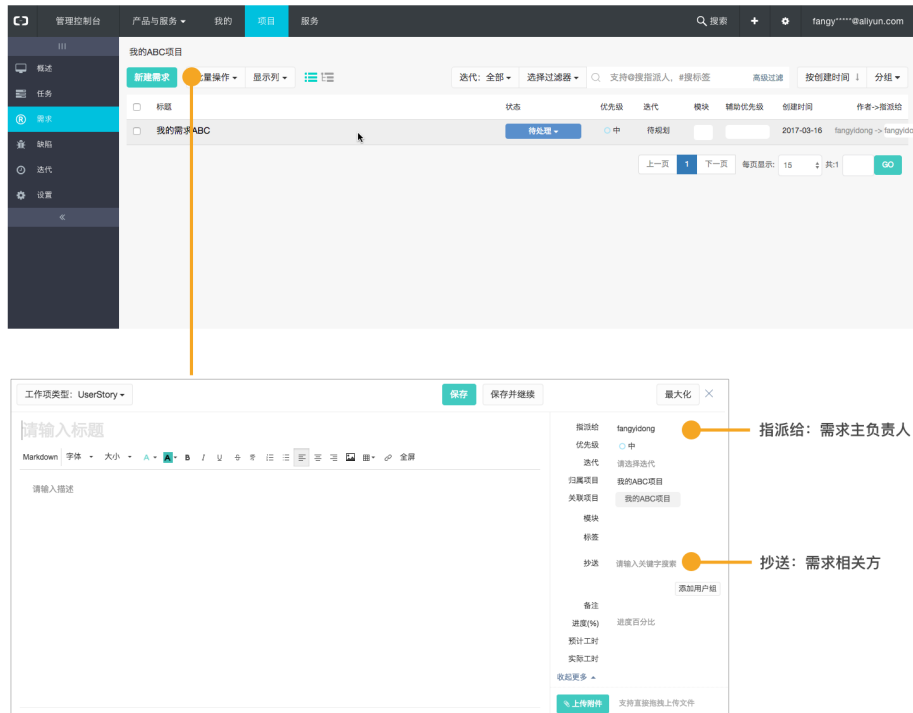 管理控制台 产品与服务 我的 项目 服务 搜索 fangy*****@aliyun.com
我的ABC项目
概述
任务
需求
缺陷
迭代
设置
新建需求 量操作 显示列 迭代：全部 选择过滤器 支持@搜指派人，#搜标签 高级过滤 按创建时间 分组
标题 状态 优先级 迭代 模块 辅助优先级 创建时间 作者->指派给
我的需求ABC 待处理 中 待规划 2017-03-16 fangyidong -> fangyido
上一页 1 下一页 每页显示: 15 共:1 GO
工作项类型：UserStory 保存 保存并继续 最大化
请输入标题
Markdown 字体 大小 A A B I U 全屏
请输入描述
指派给 fangyidong
优先级 中
迭代 请选择迭代
归属项目 我的ABC项目
关联项目 我的ABC项目
模块
标签
抄送 请输入关键字搜索
添加用户组
备注
进度(%) 进度百分比
预计工时
实际工时
收起更多
上传附件 支持直接拖拽上传文件
指派给：需求主负责人
抄送：需求相关方